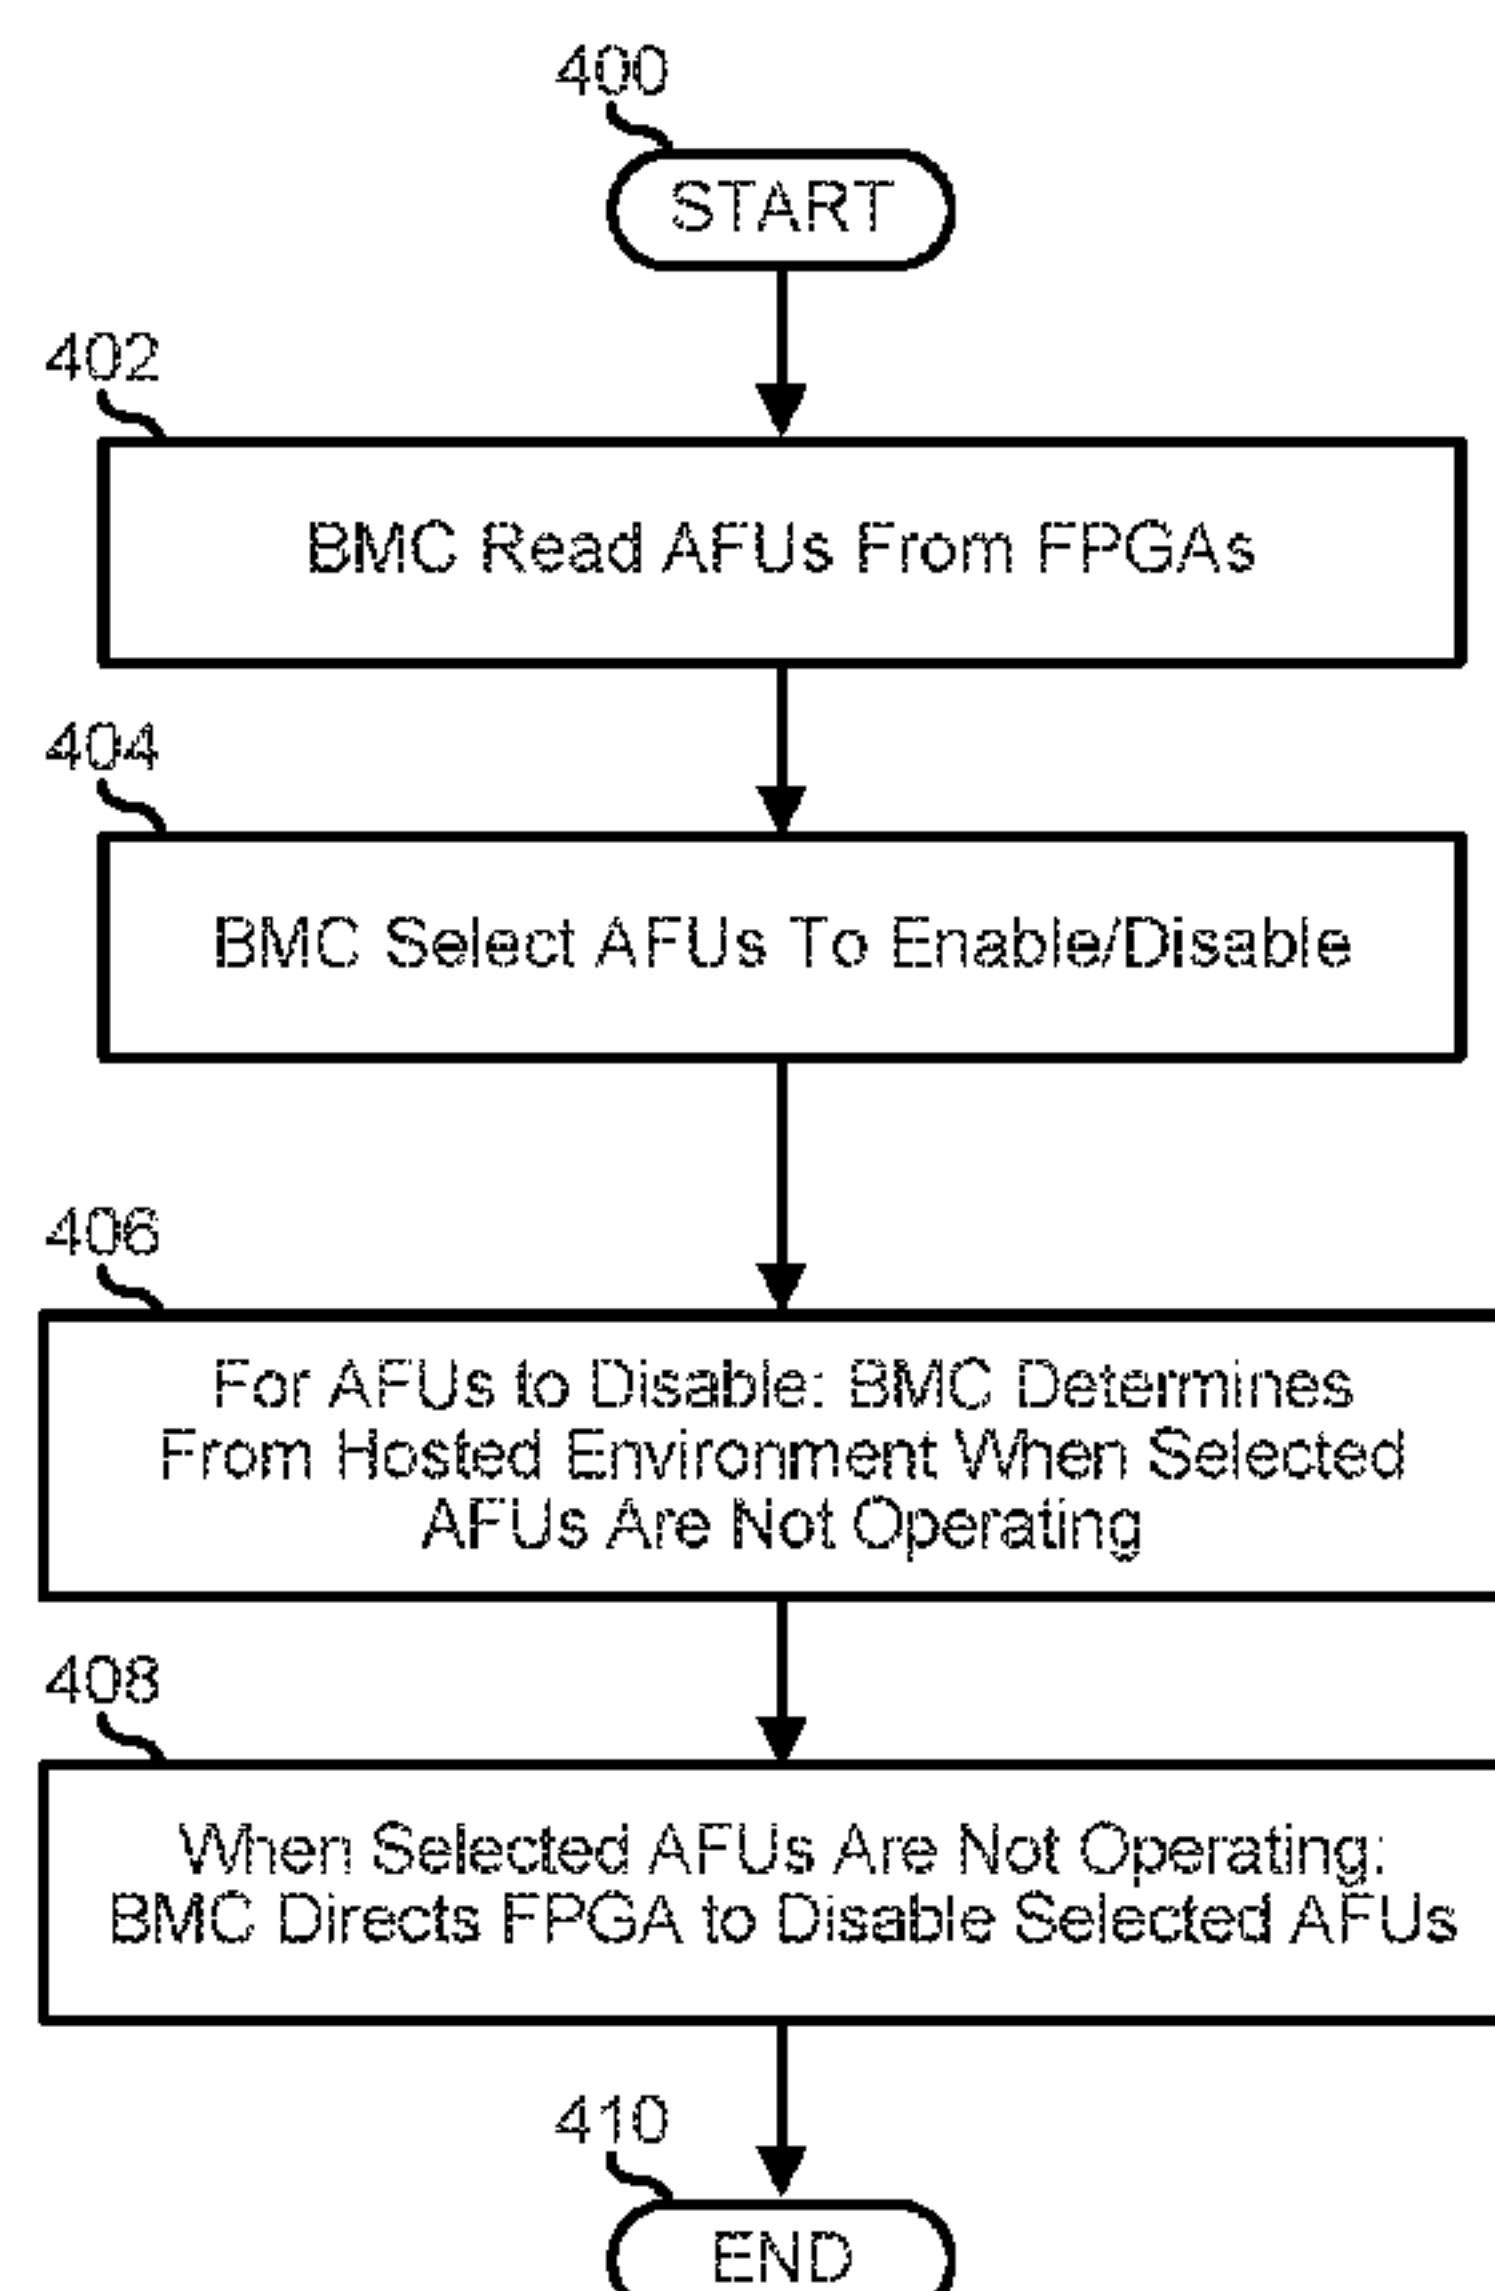 400
START
402
BMC Read AFUs From FPGAs
404
BMC Select AFUs To Enable/Disable
406
For AFUs to Disable: BMC Determines
From Hosted Environment When Selected
AFUs Are Not Operating
408
When Selected AFUs Are Not Operating:
BMC Directs FPGA to Disable Selected AFUs
410
END